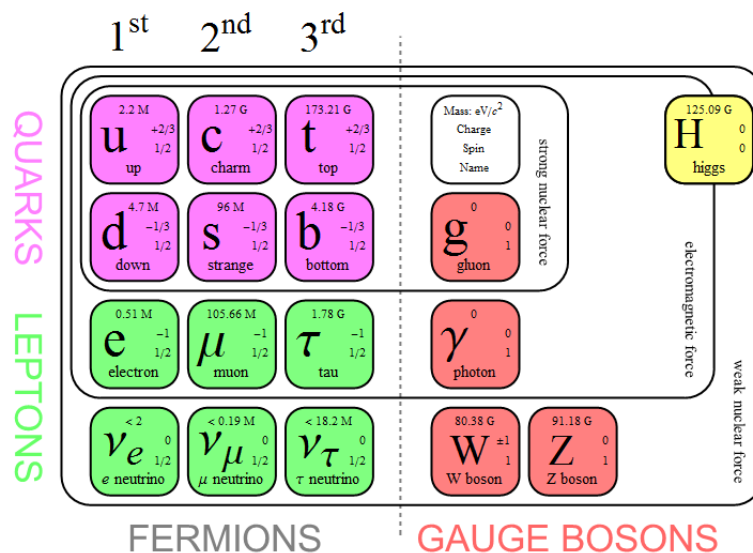 1st 2nd 3rd
QUARKS
2.2 M
u +2/3
1/2
up
1.27 G
c +2/3
1/2
charm
173.21 G
t +2/3
1/2
top
Mass: eV/c²
Charge
Spin
Name
125.09 G
H 0
0
higgs
4.7 M
d −1/3
1/2
down
96 M
s −1/3
1/2
strange
4.18 G
b −1/3
1/2
bottom
0
g 0
1
gluon
strong nuclear force
electromagnetic force
weak nuclear force
LEPTONS
0.51 M
e −1
1/2
electron
105.66 M
μ −1
1/2
muon
1.78 G
τ −1
1/2
tau
0
γ 0
1
photon
< 2
νe 0
1/2
e neutrino
< 0.19 M
νμ 0
1/2
μ neutrino
< 18.2 M
ντ 0
1/2
τ neutrino
80.38 G
W ±1
1
W boson
91.18 G
Z 0
1
Z boson
FERMIONS
GAUGE BOSONS